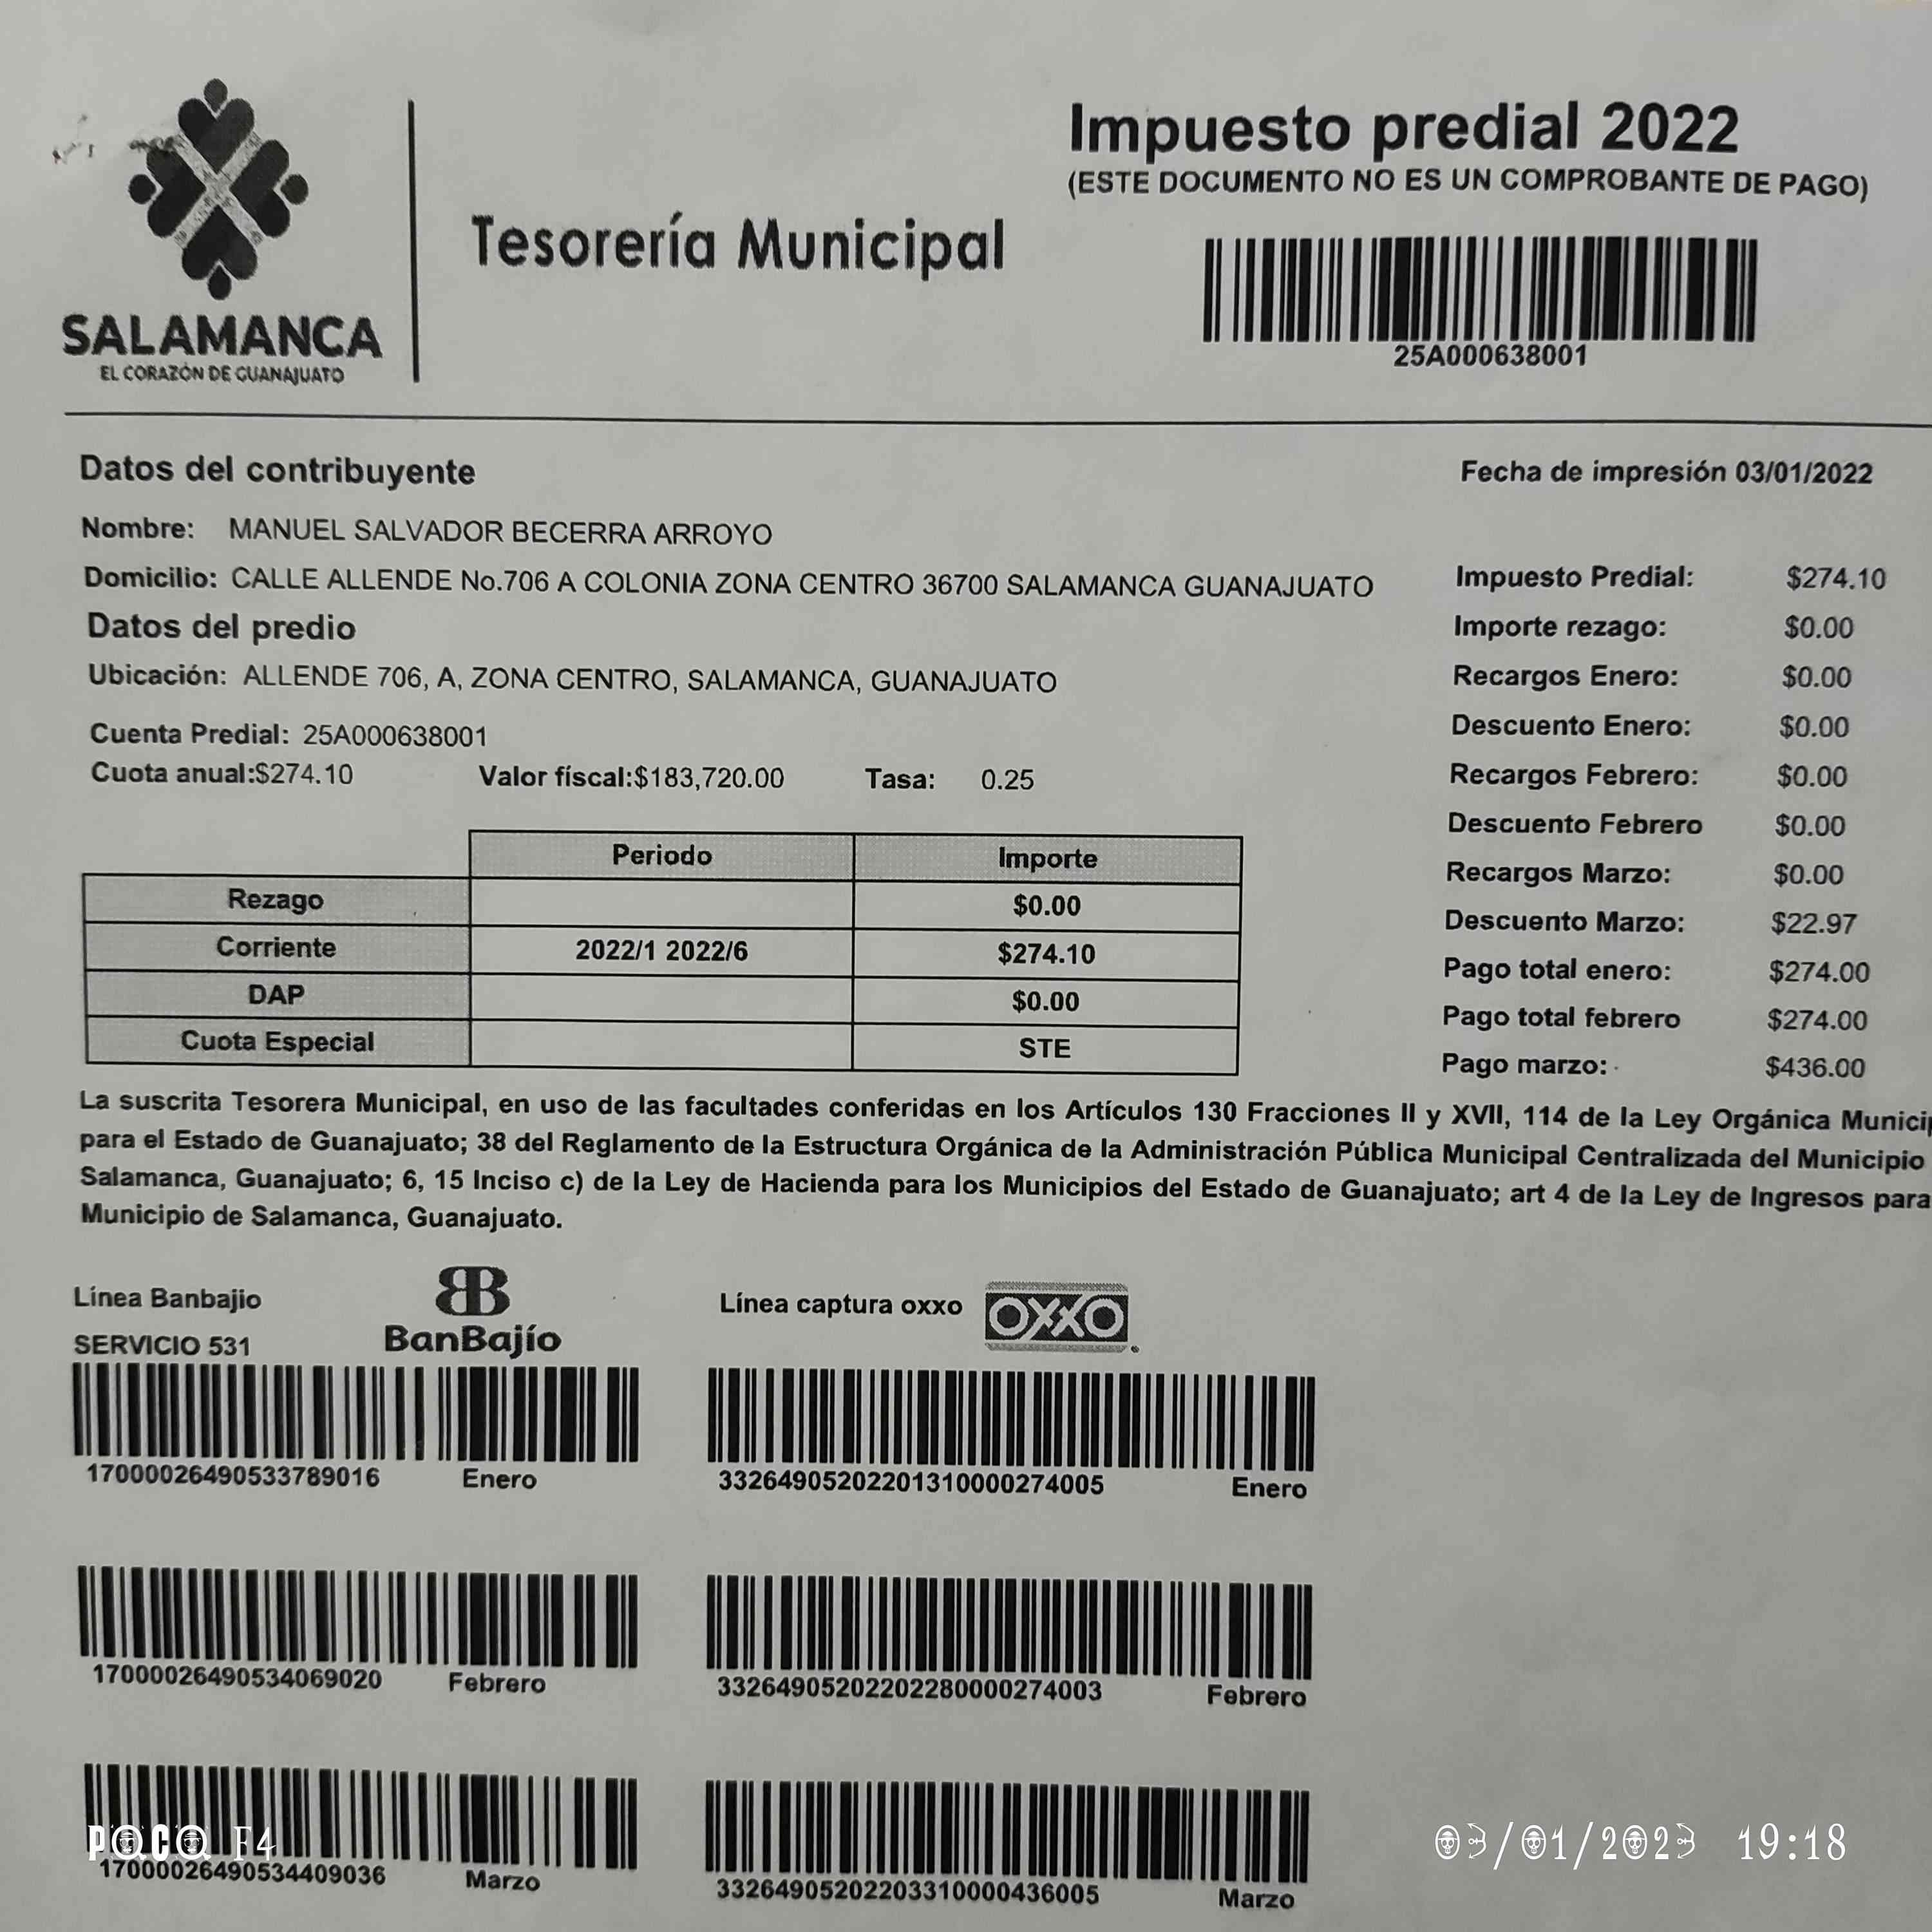 Impuesto predial 2022
(ESTE DOCUMENTO NO ES UN COMPROBANTE DE PAGO)
Tesorería Municipal
SALAMANCA
EL CORAZÓN DE GUANAJUATO
25A000638001
Datos del contribuyente
Fecha de impresión 03/01/2022
Nombre: MANUEL SALVADOR BECERRA ARROYO
Domicilio: CALLE ALLENDE No.706 A COLONIA ZONA CENTRO 36700 SALAMANCA GUANAJUATO
Datos del predio
Ubicación: ALLENDE 706, A, ZONA CENTRO, SALAMANCA, GUANAJUATO
Cuenta Predial: 25A000638001
Cuota anual:$274.10 Valor físcal:$183,720.00 Tasa: 0.25
Impuesto Predial: $274.10
Importe rezago: $0.00
Recargos Enero: $0.00
Descuento Enero: $0.00
Recargos Febrero: $0.00
Descuento Febrero $0.00
Recargos Marzo: $0.00
Descuento Marzo: $22.97
Pago total enero: $274.00
Pago total febrero $274.00
Pago marzo: $436.00
Periodo Importe
Rezago $0.00
Corriente 2022/1 2022/6 $274.10
DAP $0.00
Cuota Especial STE
La suscrita Tesorera Municipal, en uso de las facultades conferidas en los Artículos 130 Fracciones II y XVII, 114 de la Ley Orgánica Munici
para el Estado de Guanajuato; 38 del Reglamento de la Estructura Orgánica de la Administración Pública Municipal Centralizada del Municipio
Salamanca, Guanajuato; 6, 15 Inciso c) de la Ley de Hacienda para los Municipios del Estado de Guanajuato; art 4 de la Ley de Ingresos para
Municipio de Salamanca, Guanajuato.
Línea Banbajio
SERVICIO 531
BanBajío
Línea captura oxxo
OXXO
17000026490533789016 Enero
33264905202201310000274005 Enero
17000026490534069020 Febrero
33264905202202280000274003 Febrero
17000026490534409036 Marzo
33264905202203310000436005 Marzo
POCO F4
03/01/2023 19:18